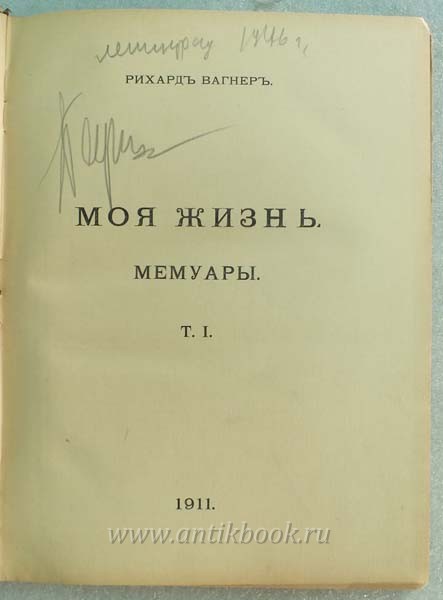 Ленинград 1946 г.,
РИХАРДЪ ВАГНЕРЪ.
МОЯ ЖИЗНЬ.
МЕМУАРЫ.
Т. I.
1911.
www.antikbook.ru